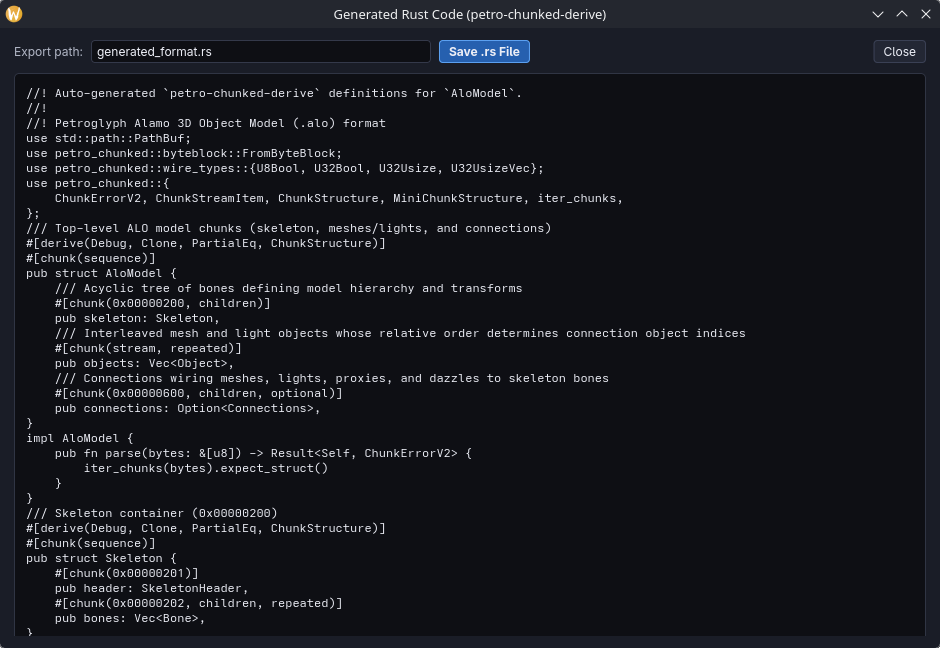 W
Generated Rust Code (petro-chunked-derive)
Export path: generated_format.rs Save .rs File Close
//! Auto-generated `petro-chunked-derive` definitions for `AloModel`.
//!
//! Petroglyph Alamo 3D Object Model (.alo) format
use std::path::PathBuf;
use petro_chunked::byteblock::FromByteBlock;
use petro_chunked::wire_types::{U8Bool, U32Bool, U32Usize, U32UsizeVec};
use petro_chunked::{
    ChunkErrorV2, ChunkStreamItem, ChunkStructure, MiniChunkStructure, iter_chunks,
};
/// Top-level ALO model chunks (skeleton, meshes/lights, and connections)
#[derive(Debug, Clone, PartialEq, ChunkStructure)]
#[chunk(sequence)]
pub struct AloModel {
    /// Acyclic tree of bones defining model hierarchy and transforms
    #[chunk(0x00000200, children)]
    pub skeleton: Skeleton,
    /// Interleaved mesh and light objects whose relative order determines connection object indices
    #[chunk(stream, repeated)]
    pub objects: Vec<Object>,
    /// Connections wiring meshes, lights, proxies, and dazzles to skeleton bones
    #[chunk(0x00000600, children, optional)]
    pub connections: Option<Connections>,
}
impl AloModel {
    pub fn parse(bytes: &[u8]) -> Result<Self, ChunkErrorV2> {
        iter_chunks(bytes).expect_struct()
    }
}
/// Skeleton container (0x00000200)
#[derive(Debug, Clone, PartialEq, ChunkStructure)]
#[chunk(sequence)]
pub struct Skeleton {
    #[chunk(0x00000201)]
    pub header: SkeletonHeader,
    #[chunk(0x00000202, children, repeated)]
    pub bones: Vec<Bone>,
}